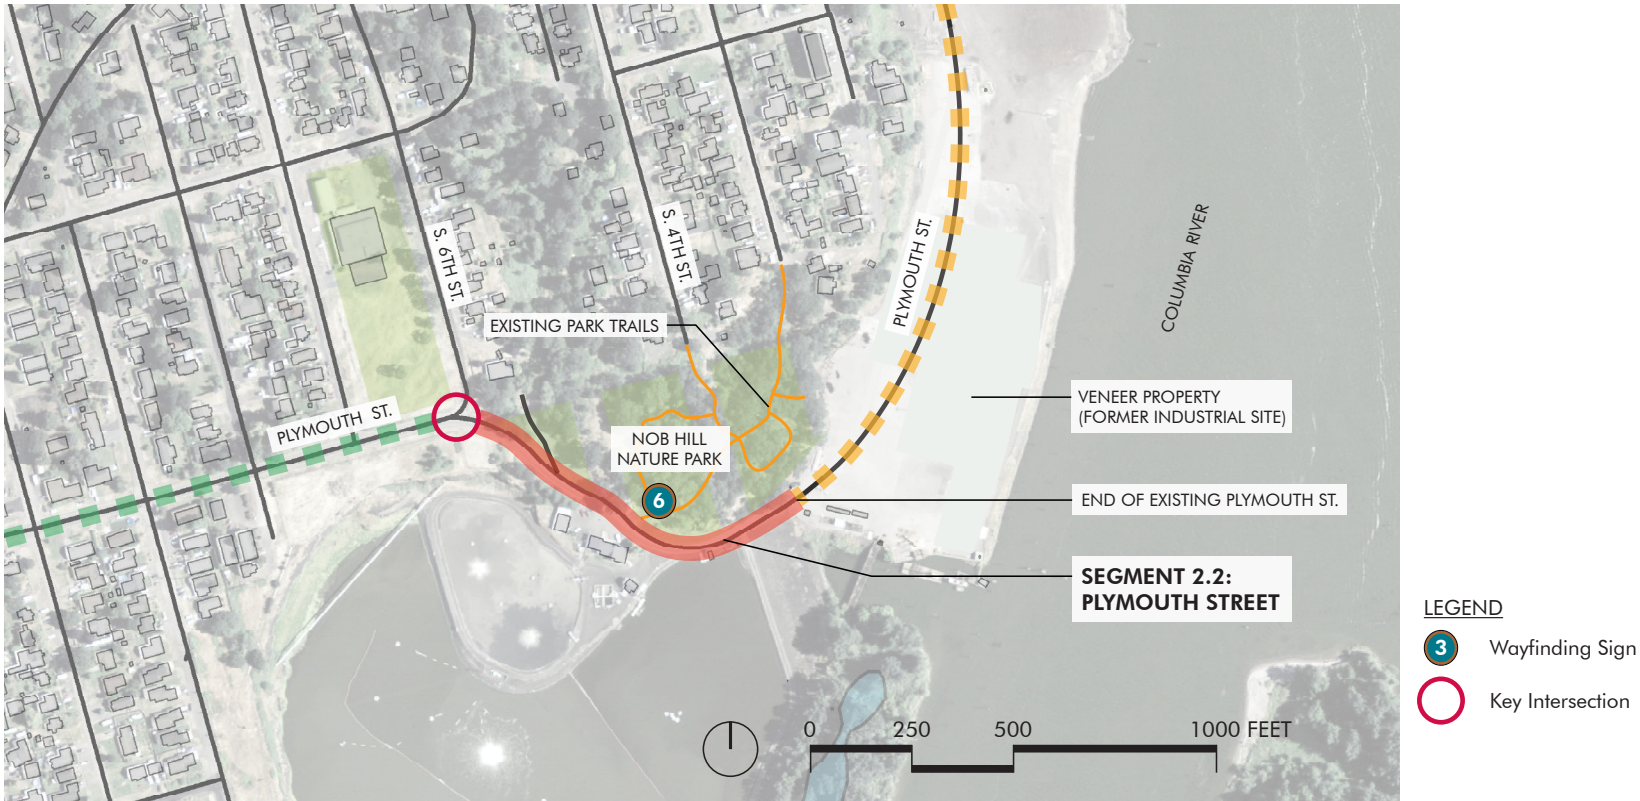 S. 6TH ST.
S. 4TH ST.
PLYMOUTH ST.
COLUMBIA RIVER
EXISTING PARK TRAILS
PLYMOUTH ST.
NOB HILL
NATURE PARK
6
VENEER PROPERTY
(FORMER INDUSTRIAL SITE)
END OF EXISTING PLYMOUTH ST.
SEGMENT 2.2:
PLYMOUTH STREET
0 250 500 1000 FEET
LEGEND
3 Wayfinding Sign
Key Intersection